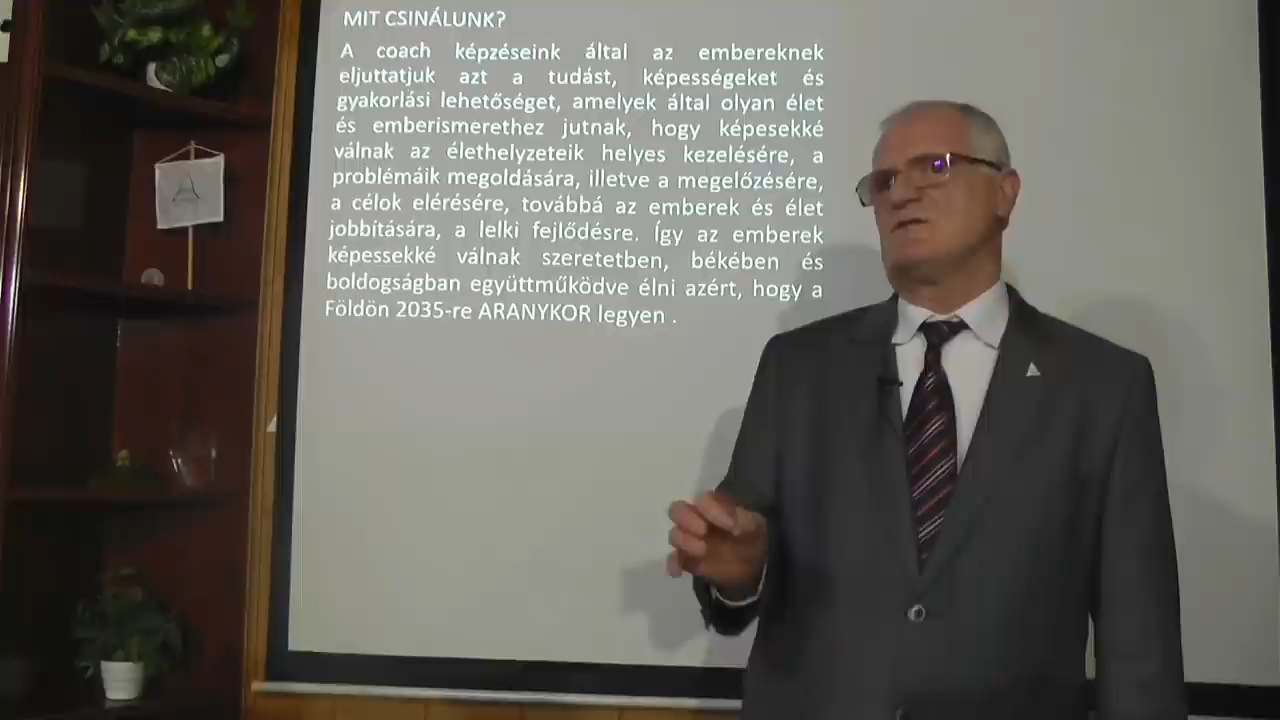 MIT CSINÁLUNK?
A coach képzéseink által az embereknek
eljuttatjuk azt a tudást, képességeket és
gyakorlási lehetőséget, amelyek által olyan élet
és emberismerethez jutnak, hogy képesekké
válnak az élethelyzeteik helyes kezelésére, a
problémáik megoldására, illetve a megelőzésére,
a célok elérésére, továbbá az emberek és élet
jobbítására, a lelki fejlődésre. Így az emberek
képessekké válnak szeretetben, békében és
boldogságban együttműködve élni azért, hogy a
Földön 2035-re ARANYKOR legyen .